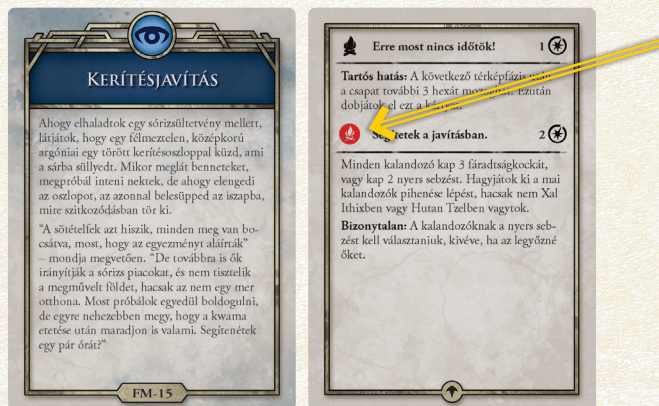 KERÍTÉSJAVÍTÁS
Ahogy elhaladtok egy sórizsültetvény mellett,
látjátok, hogy egy félmeztelen, középkorú
argóniai egy törött kerítésoszloppal küzd, ami
a sárba süllyedt. Mikor meglát benneteket,
megpróbál inteni nektek, de ahogy elengedi
az oszlopot, az azonnal belesüpped az iszapba,
mire szitkozódásban tör ki.
"A sötételfek azt hiszik, minden meg van bo-
csátva, most, hogy az egyezményt aláírták"
– mondja megvetően. "De továbbra is ők
irányítják a sórizs piacokat, és nem tisztelik
a megművelt földet, hacsak az nem egy mer
otthona. Most próbálok egyedül boldogulni,
de egyre nehezebben megy, hogy a kwama
etetése után maradjon is valami. Segítenétek
egy pár órát?"
FM-15
Erre most nincs időtök! 1
Tartós hatás: A következő térképfázis
a csapat további 3 hexát Ezután
dobjátok el ezt a
Segítetek a javításban. 2
Minden kalandozó kap 3 fáradtságkockát,
vagy kap 2 nyers sebzést. Hagyjátok ki a mai
kalandozók pihenése lépést, hacsak nem Xal
Ithixben vagy Hutan Tzelben vagytok.
Bizonytalan: A kalandozóknak a nyers seb-
zést kell választaniuk, kivéve, ha az legyőzné
őket.